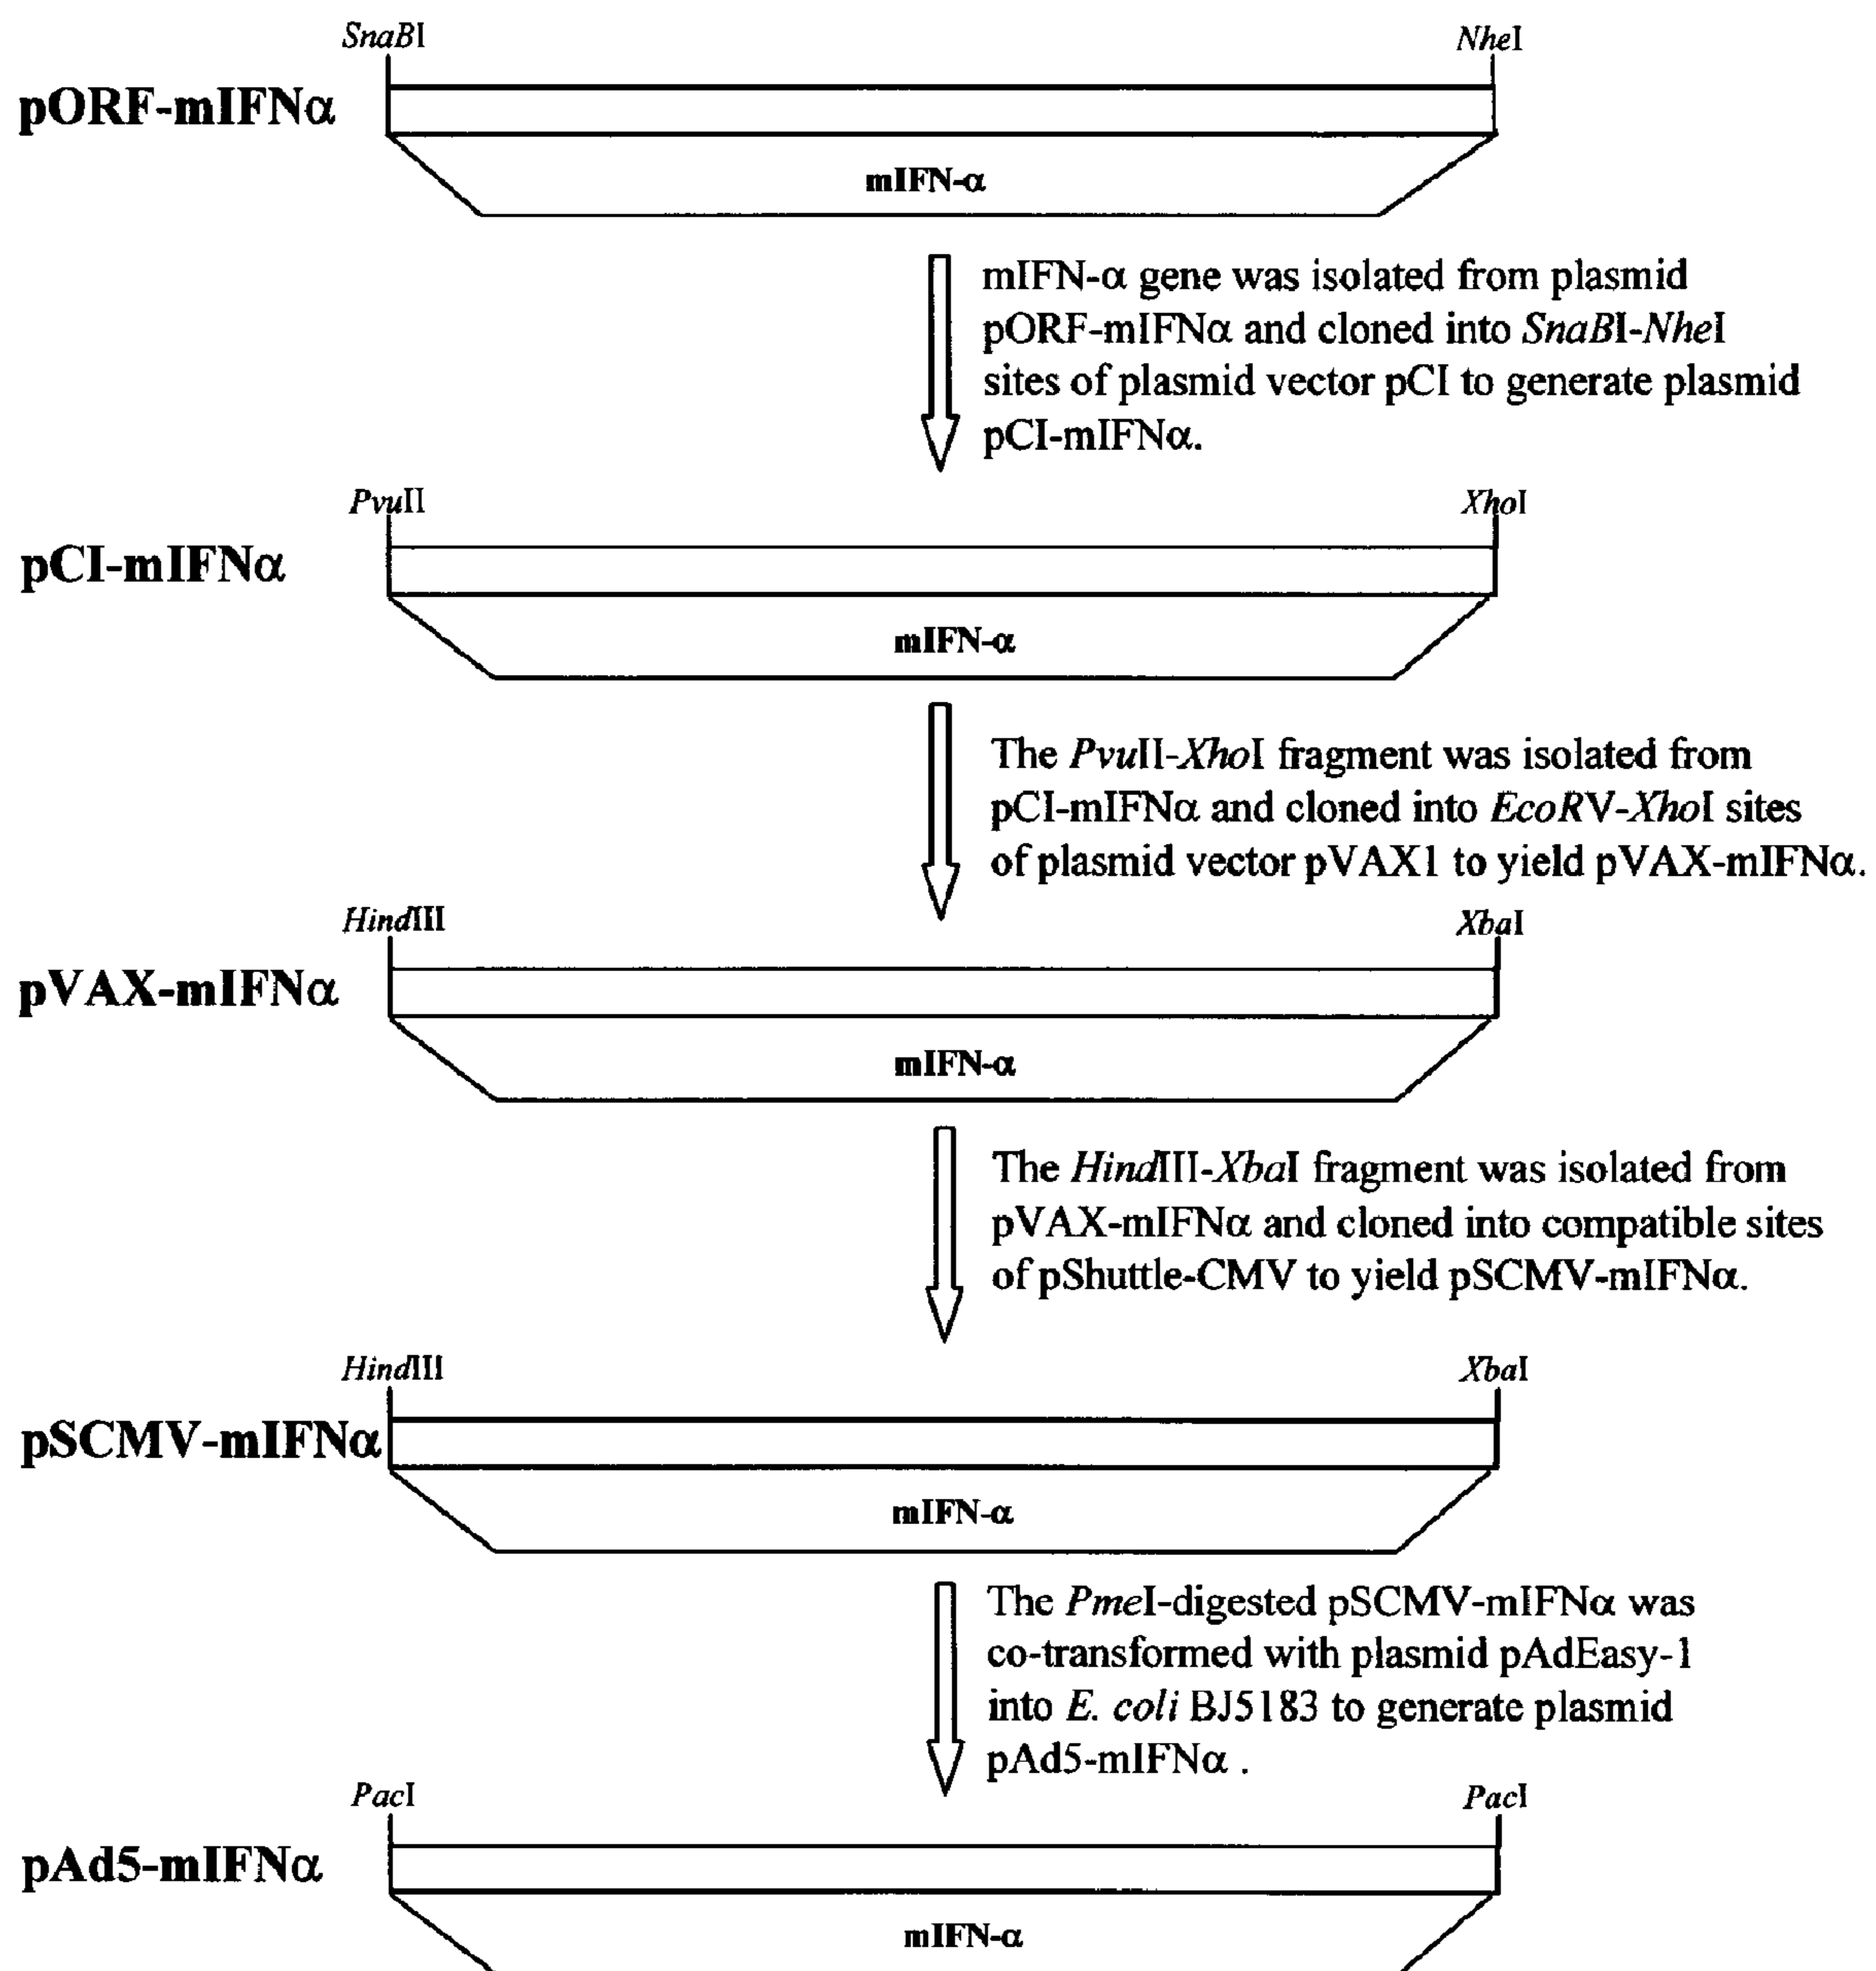 SnaBI NheI
pORF-mIFNα
mIFN-α
mIFN-α gene was isolated from plasmid
pORF-mIFNα and cloned into SnaBI-NheI
sites of plasmid vector pCI to generate plasmid
pCI-mIFNα.
PvuII XhoI
pCI-mIFNα
mIFN-α
The PvuII-XhoI fragment was isolated from
pCI-mIFNα and cloned into EcoRV-XhoI sites
of plasmid vector pVAX1 to yield pVAX-mIFNα.
HindIII XbaI
pVAX-mIFNα
mIFN-α
The HindIII-XbaI fragment was isolated from
pVAX-mIFNα and cloned into compatible sites
of pShuttle-CMV to yield pSCMV-mIFNα.
HindIII XbaI
pSCMV-mIFNα
mIFN-α
The PmeI-digested pSCMV-mIFNα was
co-transformed with plasmid pAdEasy-1
into E. coli BJ5183 to generate plasmid
pAd5-mIFNα .
PacI PacI
pAd5-mIFNα
mIFN-α